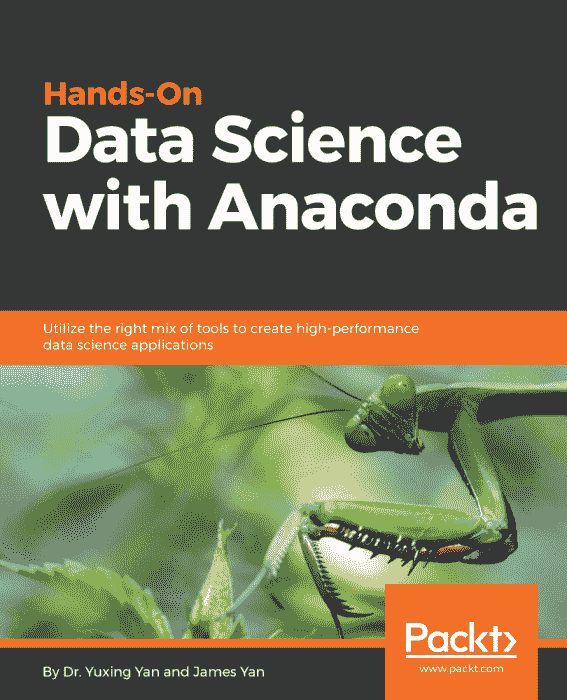 Hands-On
Data Science
with Anaconda
Utilize the right mix of tools to create high-performance
data science applications
Packt>
www.packt.com
By Dr. Yuxing Yan and James Yan